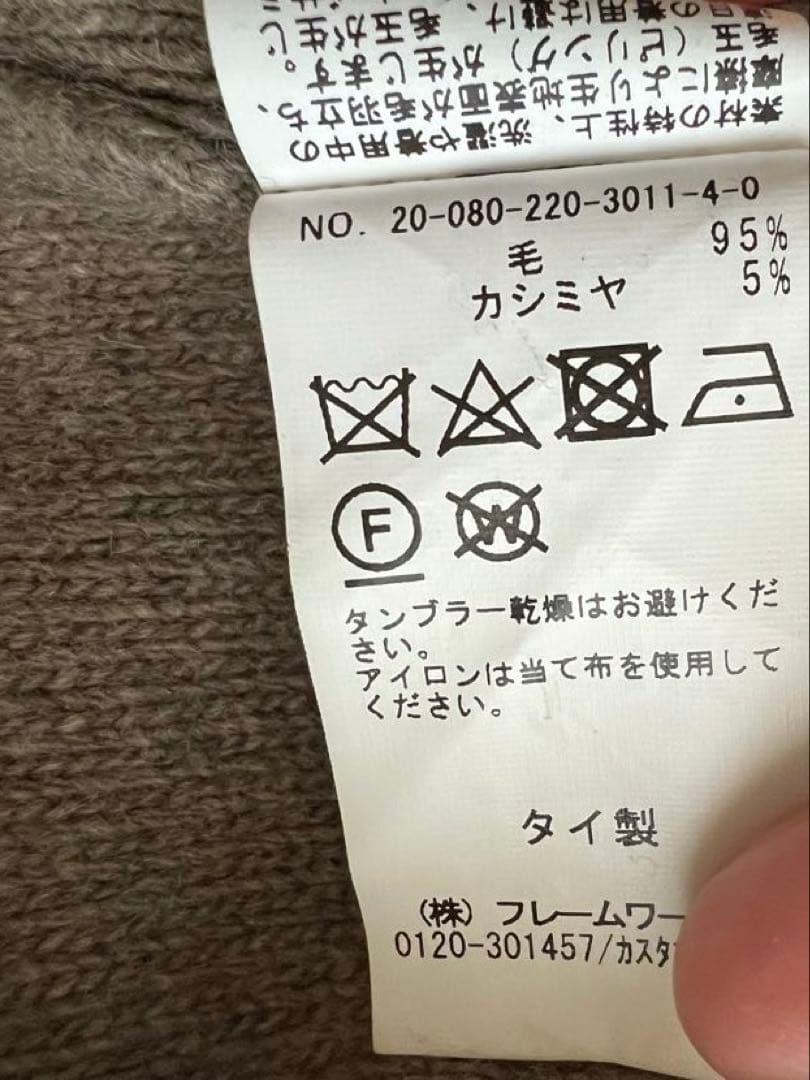 素材の特性上、洗濯や着用中の
摩擦により生地表面が毛羽立ち、
毛玉(ピリング)が生じます。
NO. 20-080-220-3011-4-0
毛 95%
カシミヤ 5%
F
W
タンブラー乾燥はお避けくだ
さい。
アイロンは当て布を使用して
ください。
タイ製
(株) フレームワー
0120-301457/カスタ